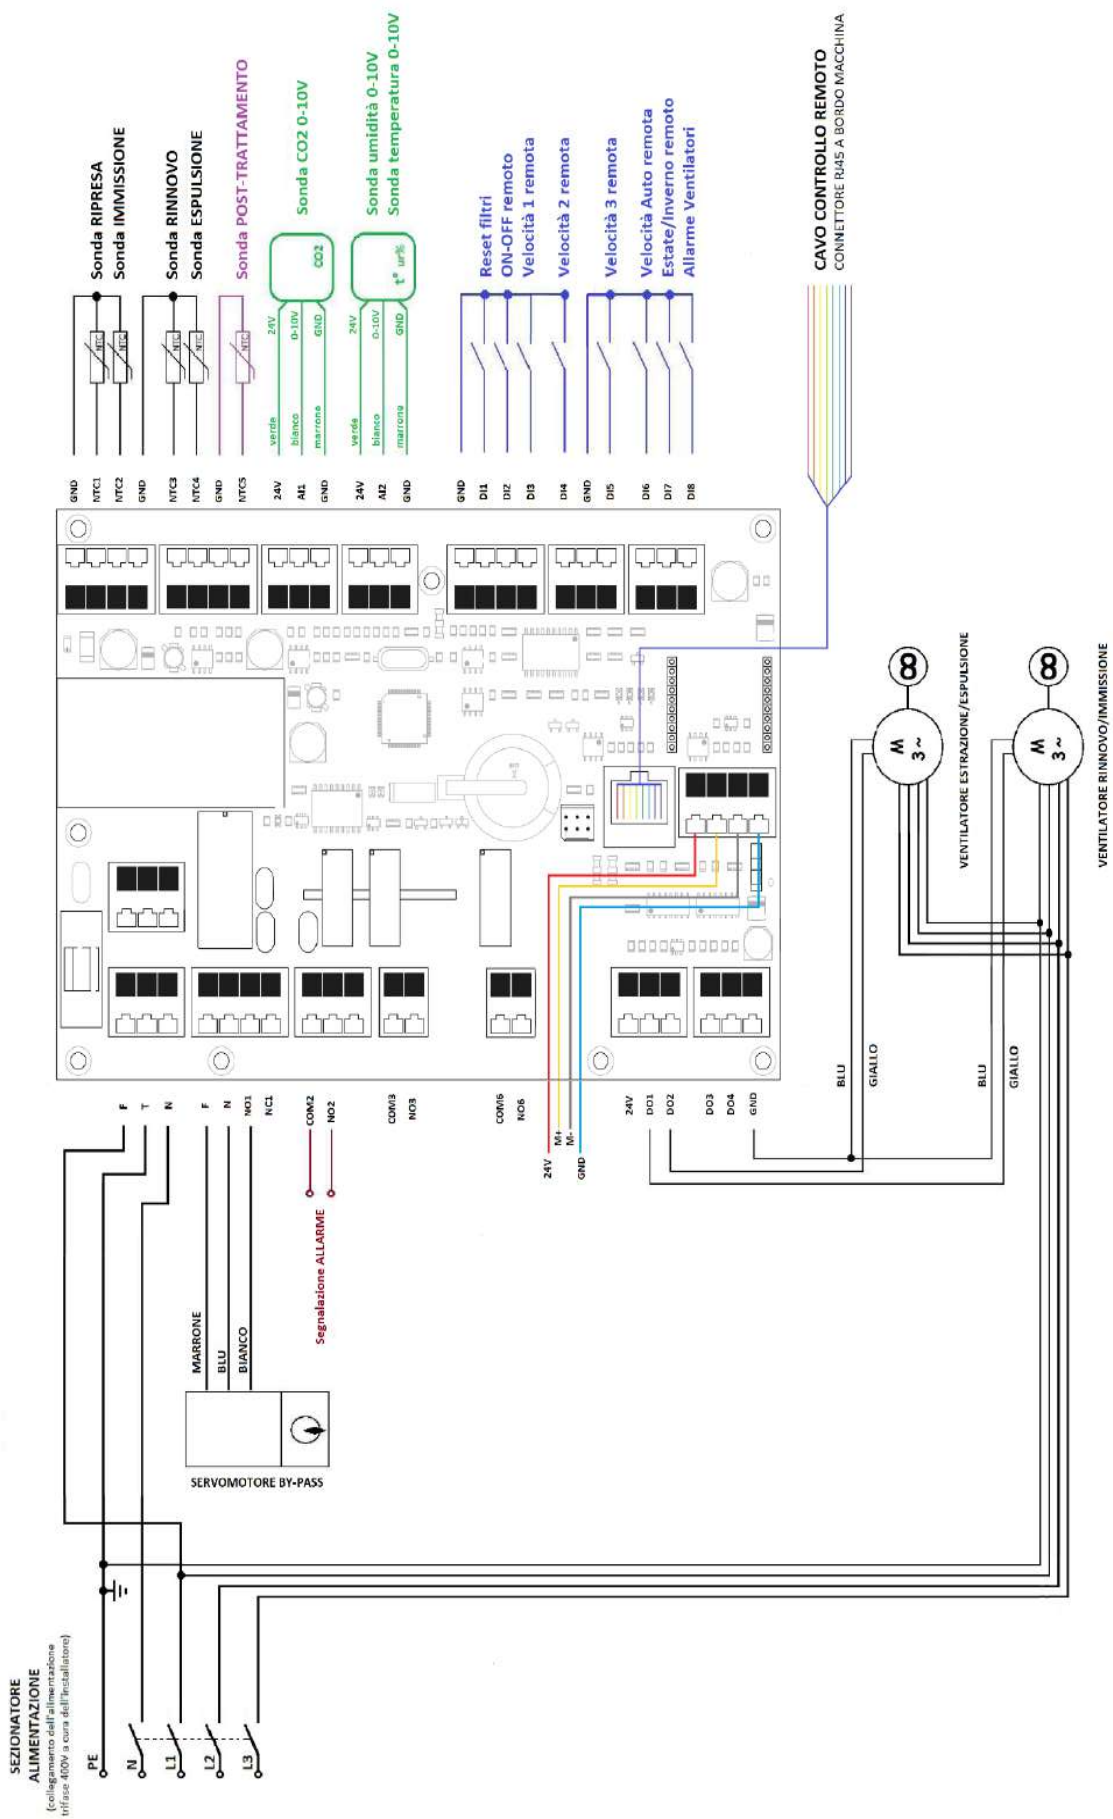 Sonda RIPRESA
Sonda IMMISSIONE
Sonda RINNOVO
Sonda ESPULSIONE
Sonda POST-TRATTAMENTO
Sonda CO2 0-10V
Sonda umidità 0-10V
Sonda temperatura 0-10V
Reset filtri
ON-OFF remoto
Velocità 1 remota
Velocità 2 remota
Velocità 3 remota
Velocità Auto remota
Estate/Inverno remoto
Allarme Ventilatori
CAVO CONTROLLO REMOTO
CONNETTORE RJ45 A BORDO MACCHINA
NTC
NTC
NTC
NTC
NTC
24V
0-10V
GND
CO2
24V
0-10V
GND
t° ur%
verde
bianco
marrone
verde
bianco
marrone
GND
NTC1
NTC2
GND
NTC3
NTC4
GND
NTC5
24V
AI1
GND
24V
AI2
GND
GND
DI1
DI2
DI3
DI4
GND
DI5
DI6
DI7
DI8
M
3~
VENTILATORE ESTRAZIONE/ESPULSIONE
M
3~
VENTILATORE RINNOVO/IMMISSIONE
BLU
GIALLO
BLU
GIALLO
F
T
N
F
N
NO1
NC1
COM2
NO2
COM3
NO3
COM6
NO6
24V
M+
M-
GND
24V
DO1
DO2
DO3
DO4
GND
Segnalazione ALLARME
MARRONE
BLU
BIANCO
SERVOMOTORE BY-PASS
SEZIONATORE
ALIMENTAZIONE
(collegamento dell'alimentazione
trifase 400V a cura dell'installatore)
PE
N
L1
L2
L3